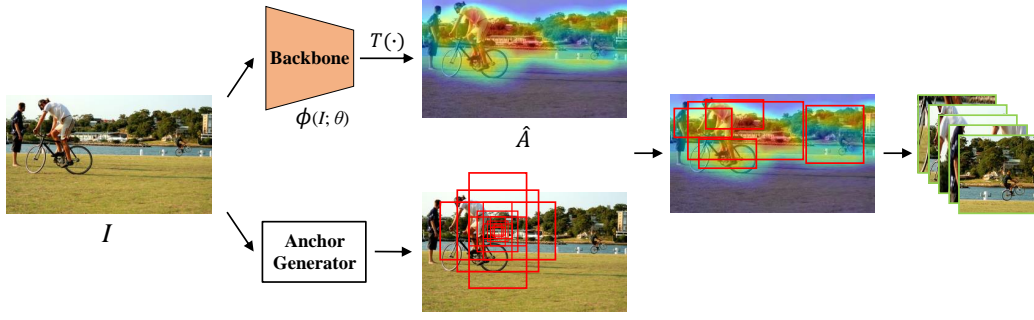 Backbone
T(·)
ϕ(I; θ)
Â
I
Anchor
Generator